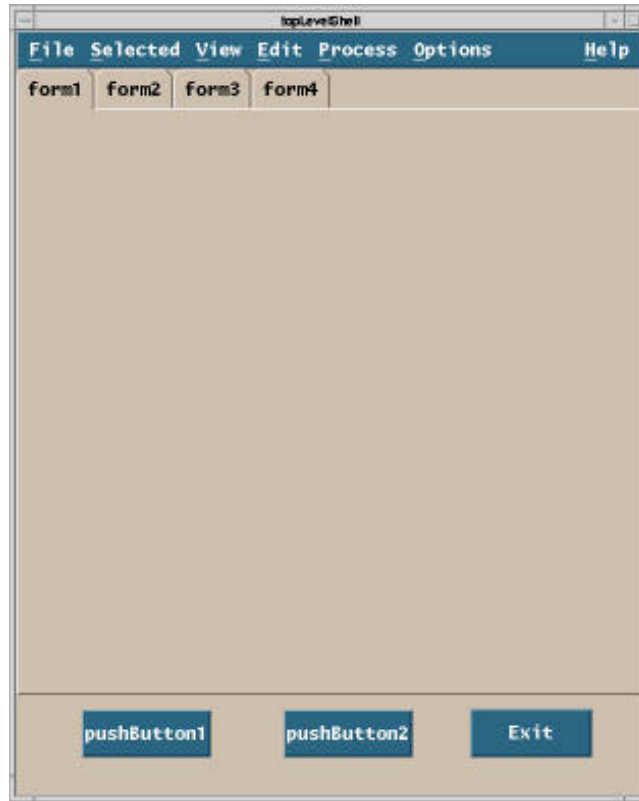 topLevelShell
File Selected View Edit Process Options Help
form1 form2 form3 form4
pushButton1 pushButton2 Exit